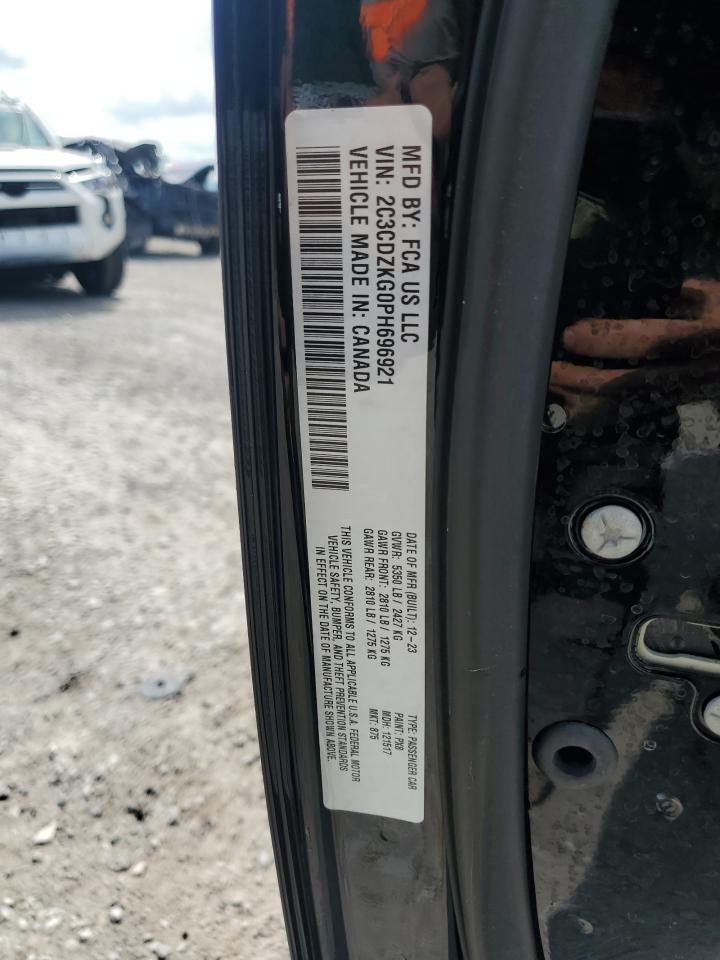 MFD BY: FCA US LLC
VIN: 2C3CDZKG0PH696921
VEHICLE MADE IN: CANADA
DATE OF MFR (BUILT): 12-23
GVWR: 5350 LB / 2427 KG
GAWR FRONT: 2810 LB / 1275 KG
GAWR REAR: 2810 LB / 1275 KG
THIS VEHICLE CONFORMS TO ALL APPLICABLE U.S.A. FEDERAL MOTOR
VEHICLE SAFETY, BUMPER, AND THEFT PREVENTION STANDARDS
IN EFFECT ON THE DATE OF MANUFACTURE SHOWN ABOVE.
TYPE: PASSENGER CAR
PAINT: PX8
MDH: 121517
MKT: 875